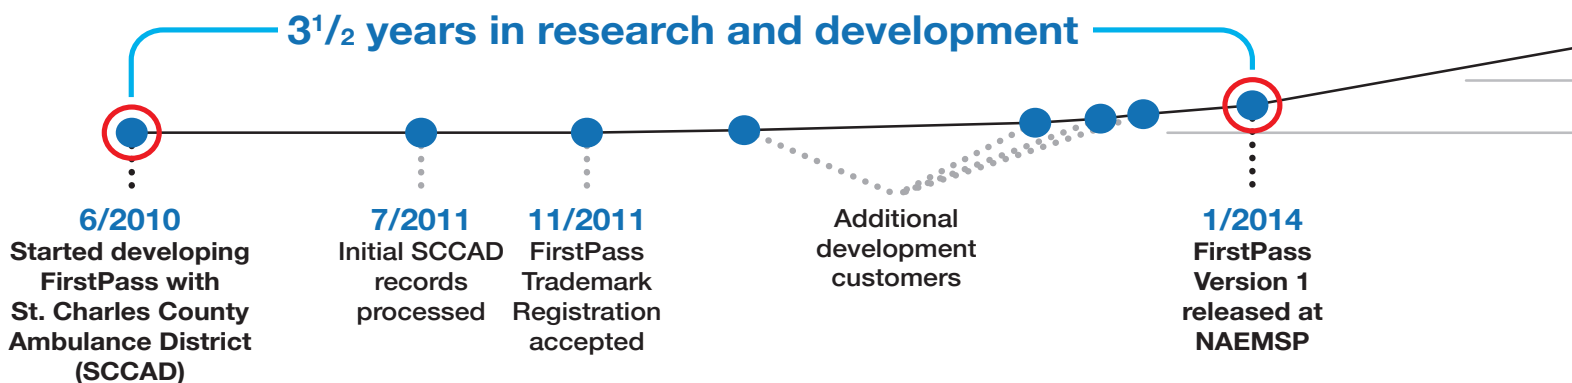 3 1/2 years in research and development
6/2010
Started developing
FirstPass with
St. Charles County
Ambulance District
(SCCAD)
7/2011
Initial SCCAD
records
processed
11/2011
FirstPass
Trademark
Registration
accepted
Additional
development
customers
1/2014
FirstPass
Version 1
released at
NAEMSP